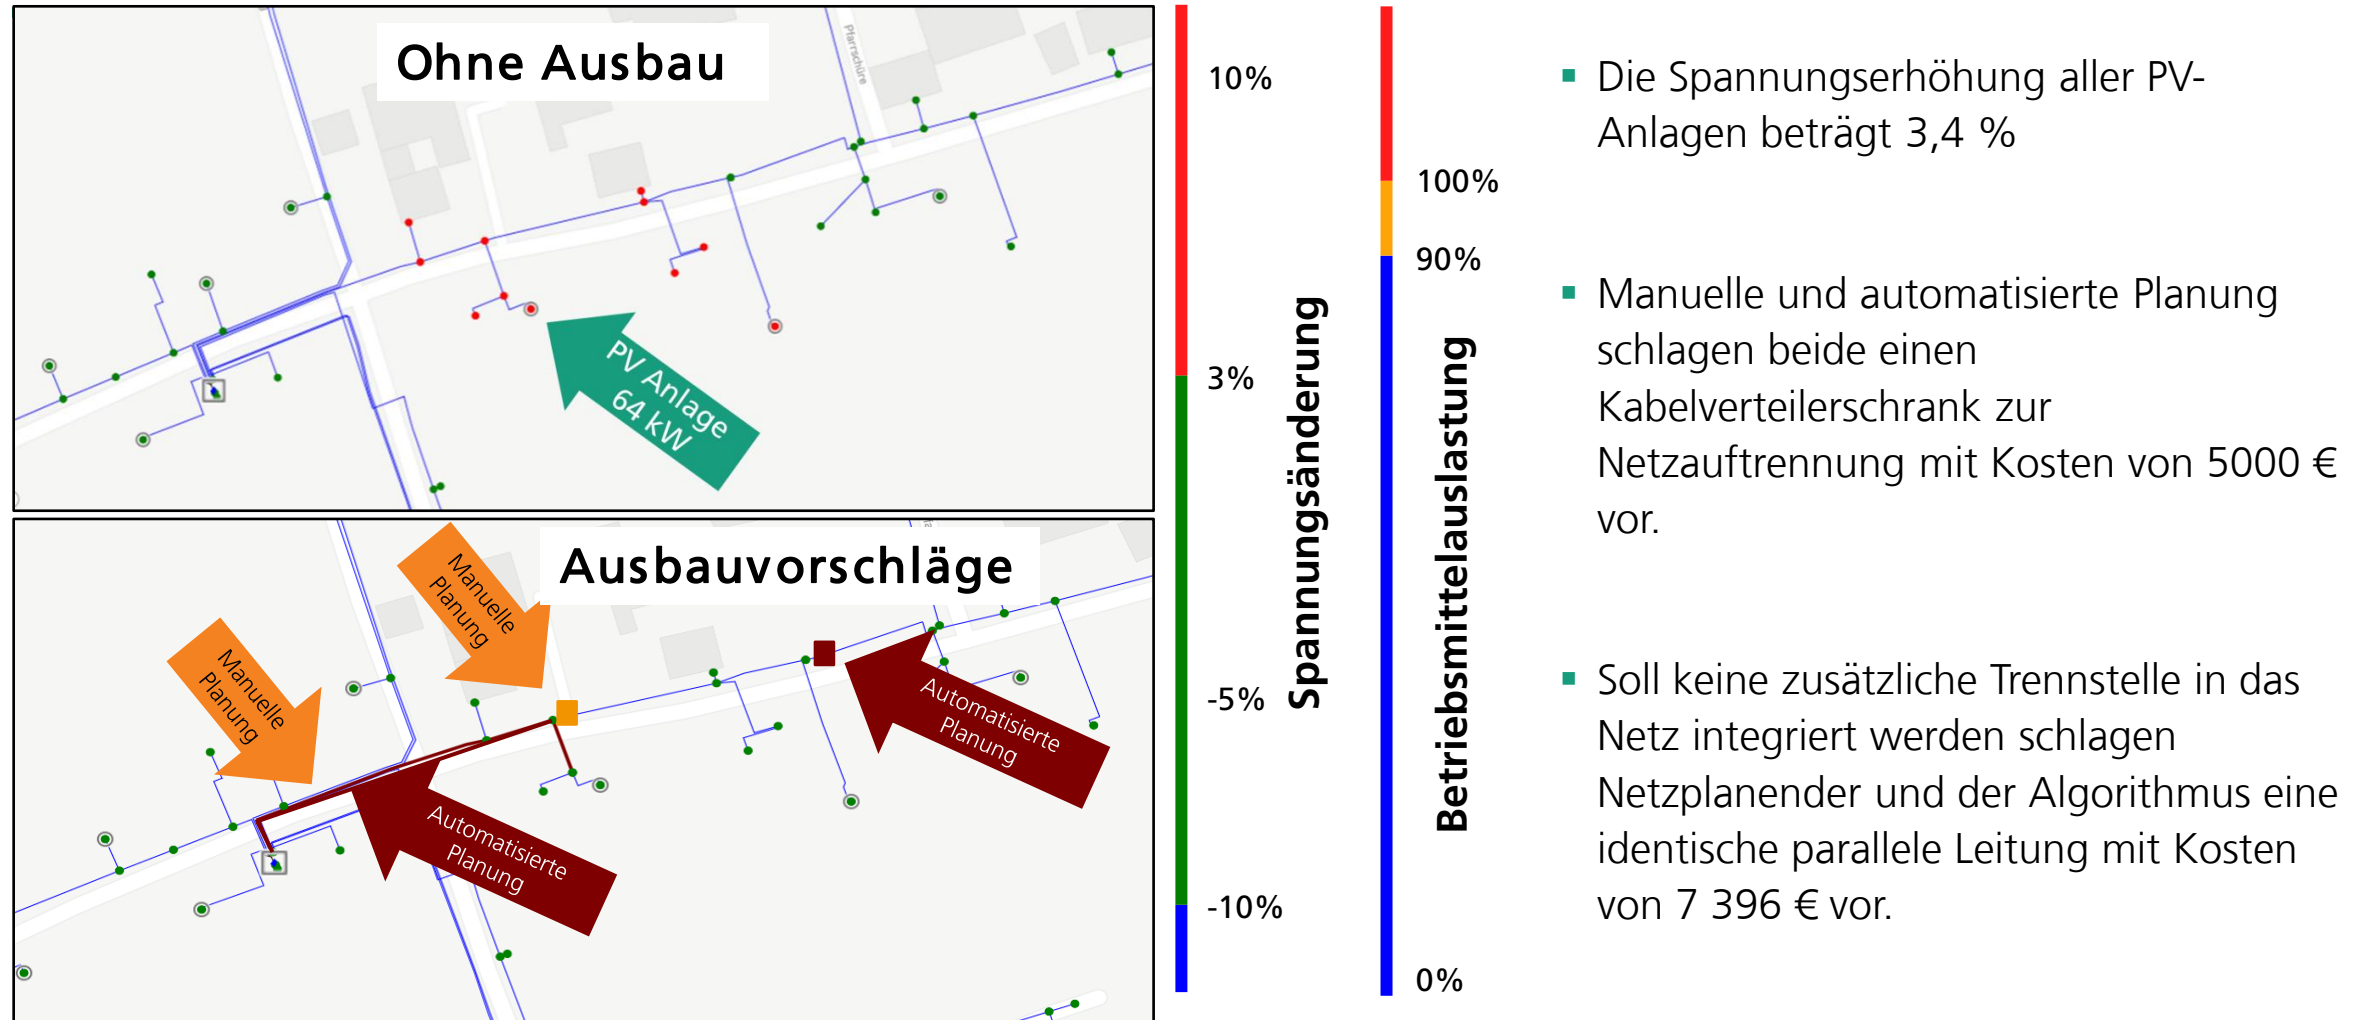 Ohne Ausbau
Pfarrschüre
PV Anlage
64 kW
Ausbauvorschläge
Manuelle
Planung
Manuelle
Planung
Automatisierte
Planung
Automatisierte
Planung
10%
3%
-5%
-10%
Spannungsänderung
100%
90%
0%
Betriebsmittelauslastung
▪ Die Spannungserhöhung aller PV-
Anlagen beträgt 3,4 %
▪ Manuelle und automatisierte Planung
schlagen beide einen
Kabelverteilerschrank zur
Netzauftrennung mit Kosten von 5000 €
vor.
▪ Soll keine zusätzliche Trennstelle in das
Netz integriert werden schlagen
Netzplanender und der Algorithmus eine
identische parallele Leitung mit Kosten
von 7 396 € vor.